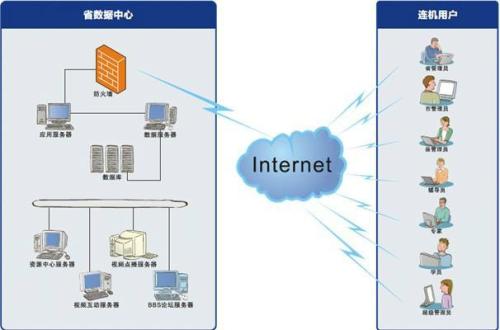 省数据中心
防火墙
应用服务器
数据服务器
数据库
资源中心服务器
视频点播服务器
视频互动服务器
BBS论坛服务器
Internet
连机用户
省管理员
市管理员
县管理员
辅导员
专家
学员
超级管理员